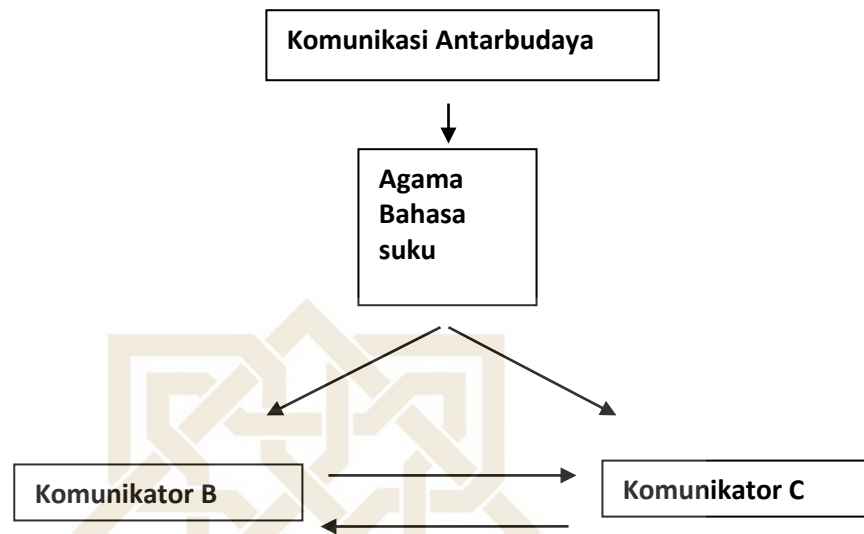 Komunikasi Antarbudaya
Agama
Bahasa
suku
Komunikator B
Komunikator C